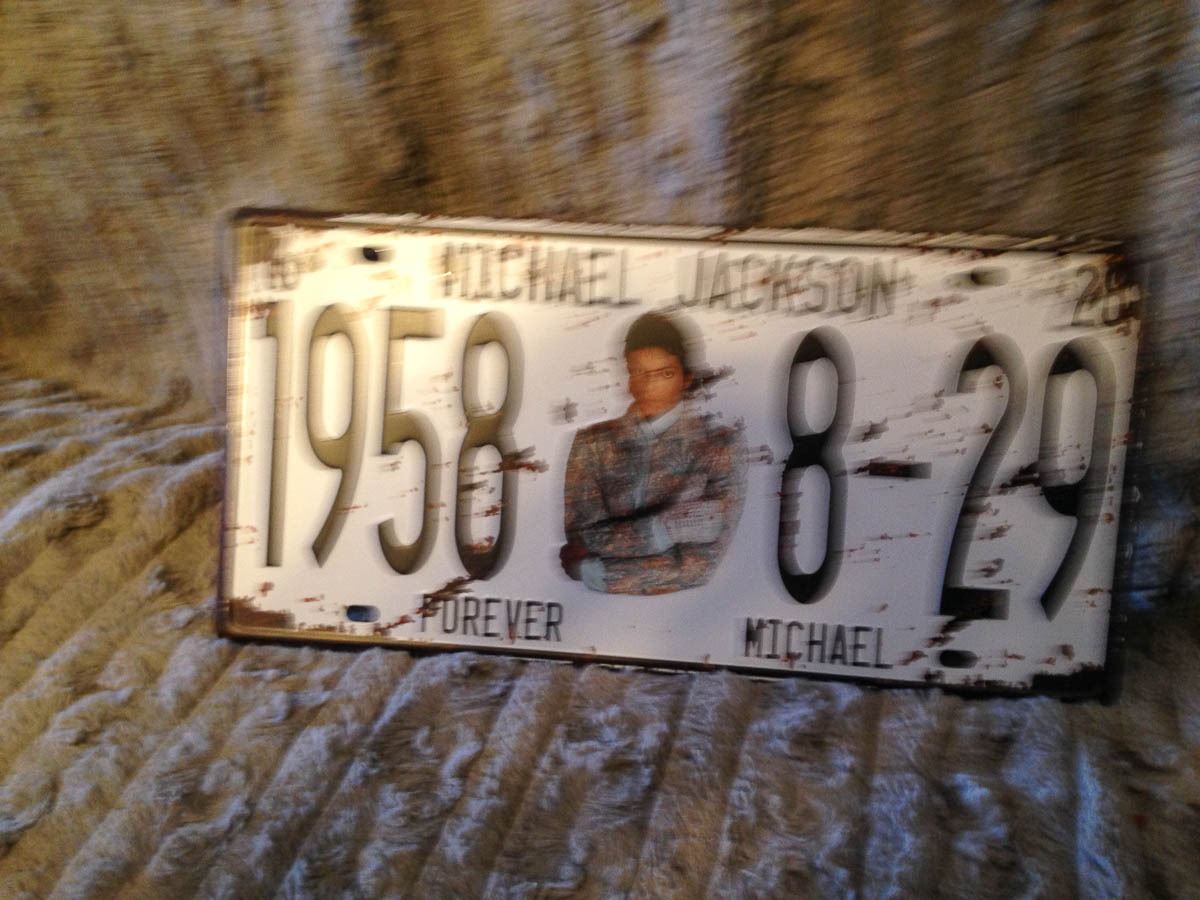 MICHAEL JACKSON
1958 8-29
FOREVER MICHAEL